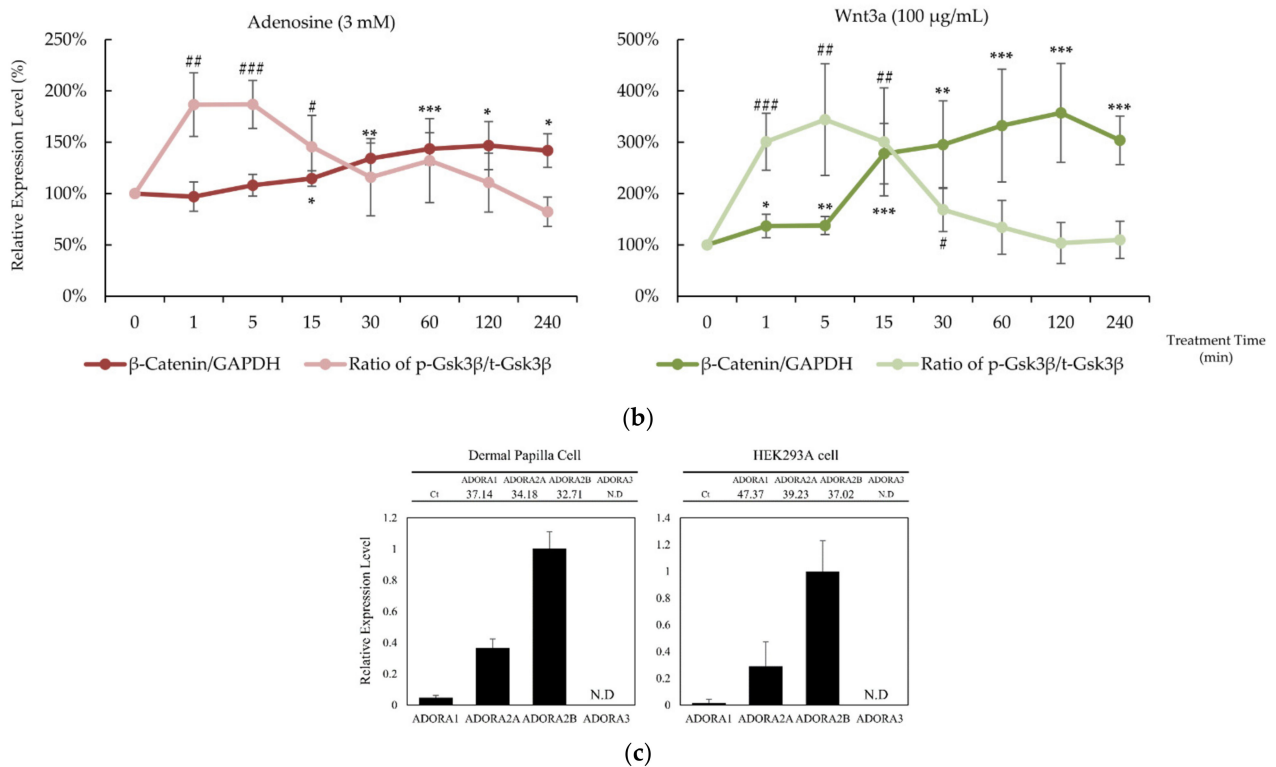 Adenosine (3 mM)
Relative Expression Level (%)
250%
200%
150%
100%
50%
0%
##
###
#
*
**
***
*
*
0 1 5 15 30 60 120 240
β-Catenin/GAPDH Ratio of p-Gsk3β/t-Gsk3β
Wnt3a (100 µg/mL)
500%
400%
300%
200%
100%
0%
###
##
##
*
**
***
**
#
***
***
***
0 1 5 15 30 60 120 240
Treatment Time
(min)
β-Catenin/GAPDH Ratio of p-Gsk3β/t-Gsk3β
(b)
Dermal Papilla Cell
ADORA1 ADORA2A ADORA2B ADORA3
Ct 37.14 34.18 32.71 N.D
Relative Expression Level
1.2
1
0.8
0.6
0.4
0.2
0
N.D
ADORA1 ADORA2A ADORA2B ADORA3
HEK293A cell
ADORA1 ADORA2A ADORA2B ADORA3
Ct 47.37 39.23 37.02 N.D
1.4
1.2
1
0.8
0.6
0.4
0.2
0
N.D
ADORA1 ADORA2A ADORA2B ADORA3
(c)